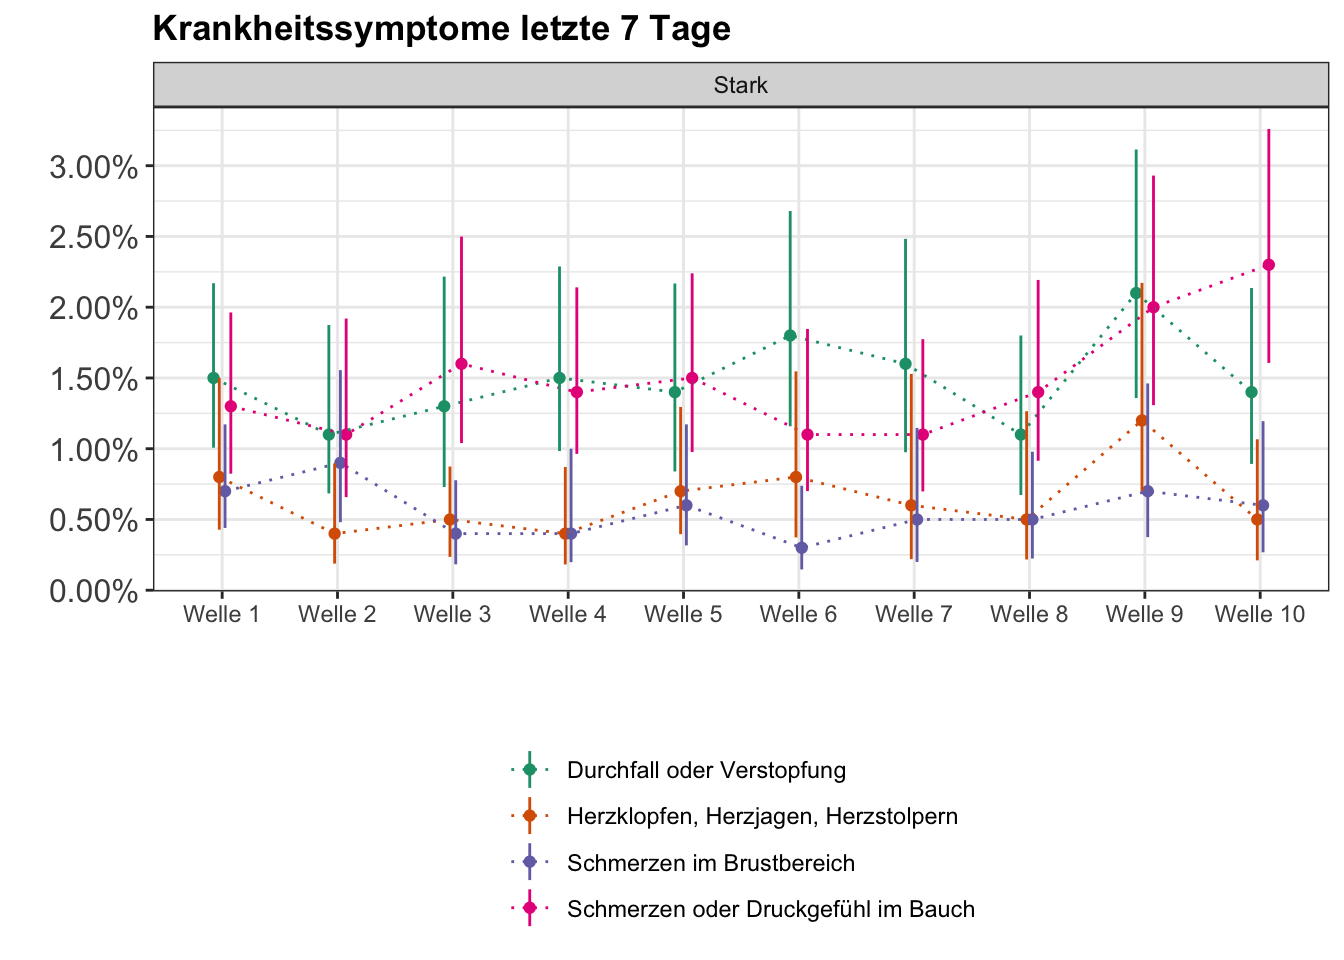 Krankheitssymptome letzte 7 Tage
Stark
3.00%
2.50%
2.00%
1.50%
1.00%
0.50%
0.00%
Welle 1 Welle 2 Welle 3 Welle 4 Welle 5 Welle 6 Welle 7 Welle 8 Welle 9 Welle 10
Durchfall oder Verstopfung
Herzklopfen, Herzjagen, Herzstolpern
Schmerzen im Brustbereich
Schmerzen oder Druckgefühl im Bauch